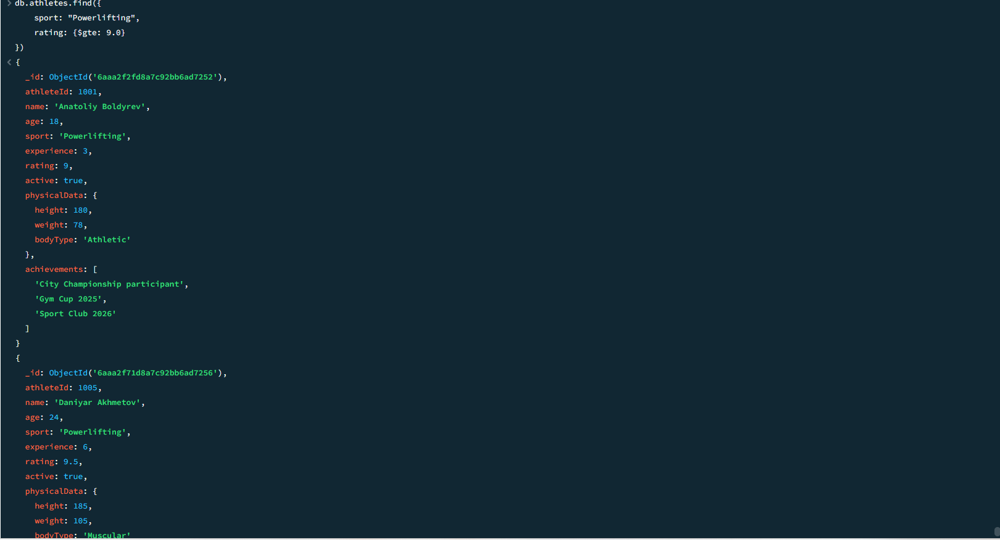 db.athletes.find({
sport: "Powerlifting",
rating: {$gte: 9.0}
})
{
_id: ObjectId('6aaa2f2fd8a7c92bb6ad7252'),
athleteId: 1001,
name: 'Anatoliy Boldyrev',
age: 18,
sport: 'Powerlifting',
experience: 3,
rating: 9,
active: true,
physicalData: {
height: 180,
weight: 78,
bodyType: 'Athletic'
},
achievements: [
'City Championship participant',
'Gym Cup 2025',
'Sport Club 2026'
]
}
{
_id: ObjectId('6aaa2f71d8a7c92bb6ad7256'),
athleteId: 1005,
name: 'Daniyar Akhmetov',
age: 24,
sport: 'Powerlifting',
experience: 6,
rating: 9.5,
active: true,
physicalData: {
height: 185,
weight: 105,
bodyType: 'Muscular'